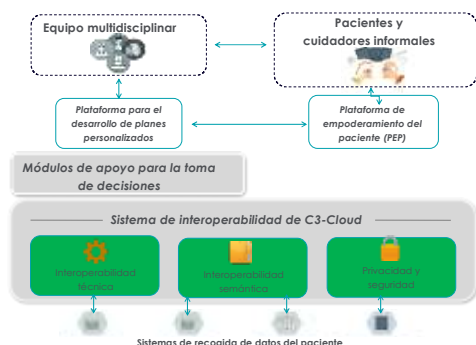 Equipo multidisciplinar
Pacientes y
cuidadores informales
Plataforma para el
desarrollo de planes
personalizados
Plataforma de
empoderamiento del
paciente (PEP)
Módulos de apoyo para la toma
de decisiones
Sistema de interoperabilidad de C3-Cloud
Interoperabilidad
técnica
Interoperabilidad
semántica
Privacidad y
seguridad
Sistemas de recogida de datos del paciente